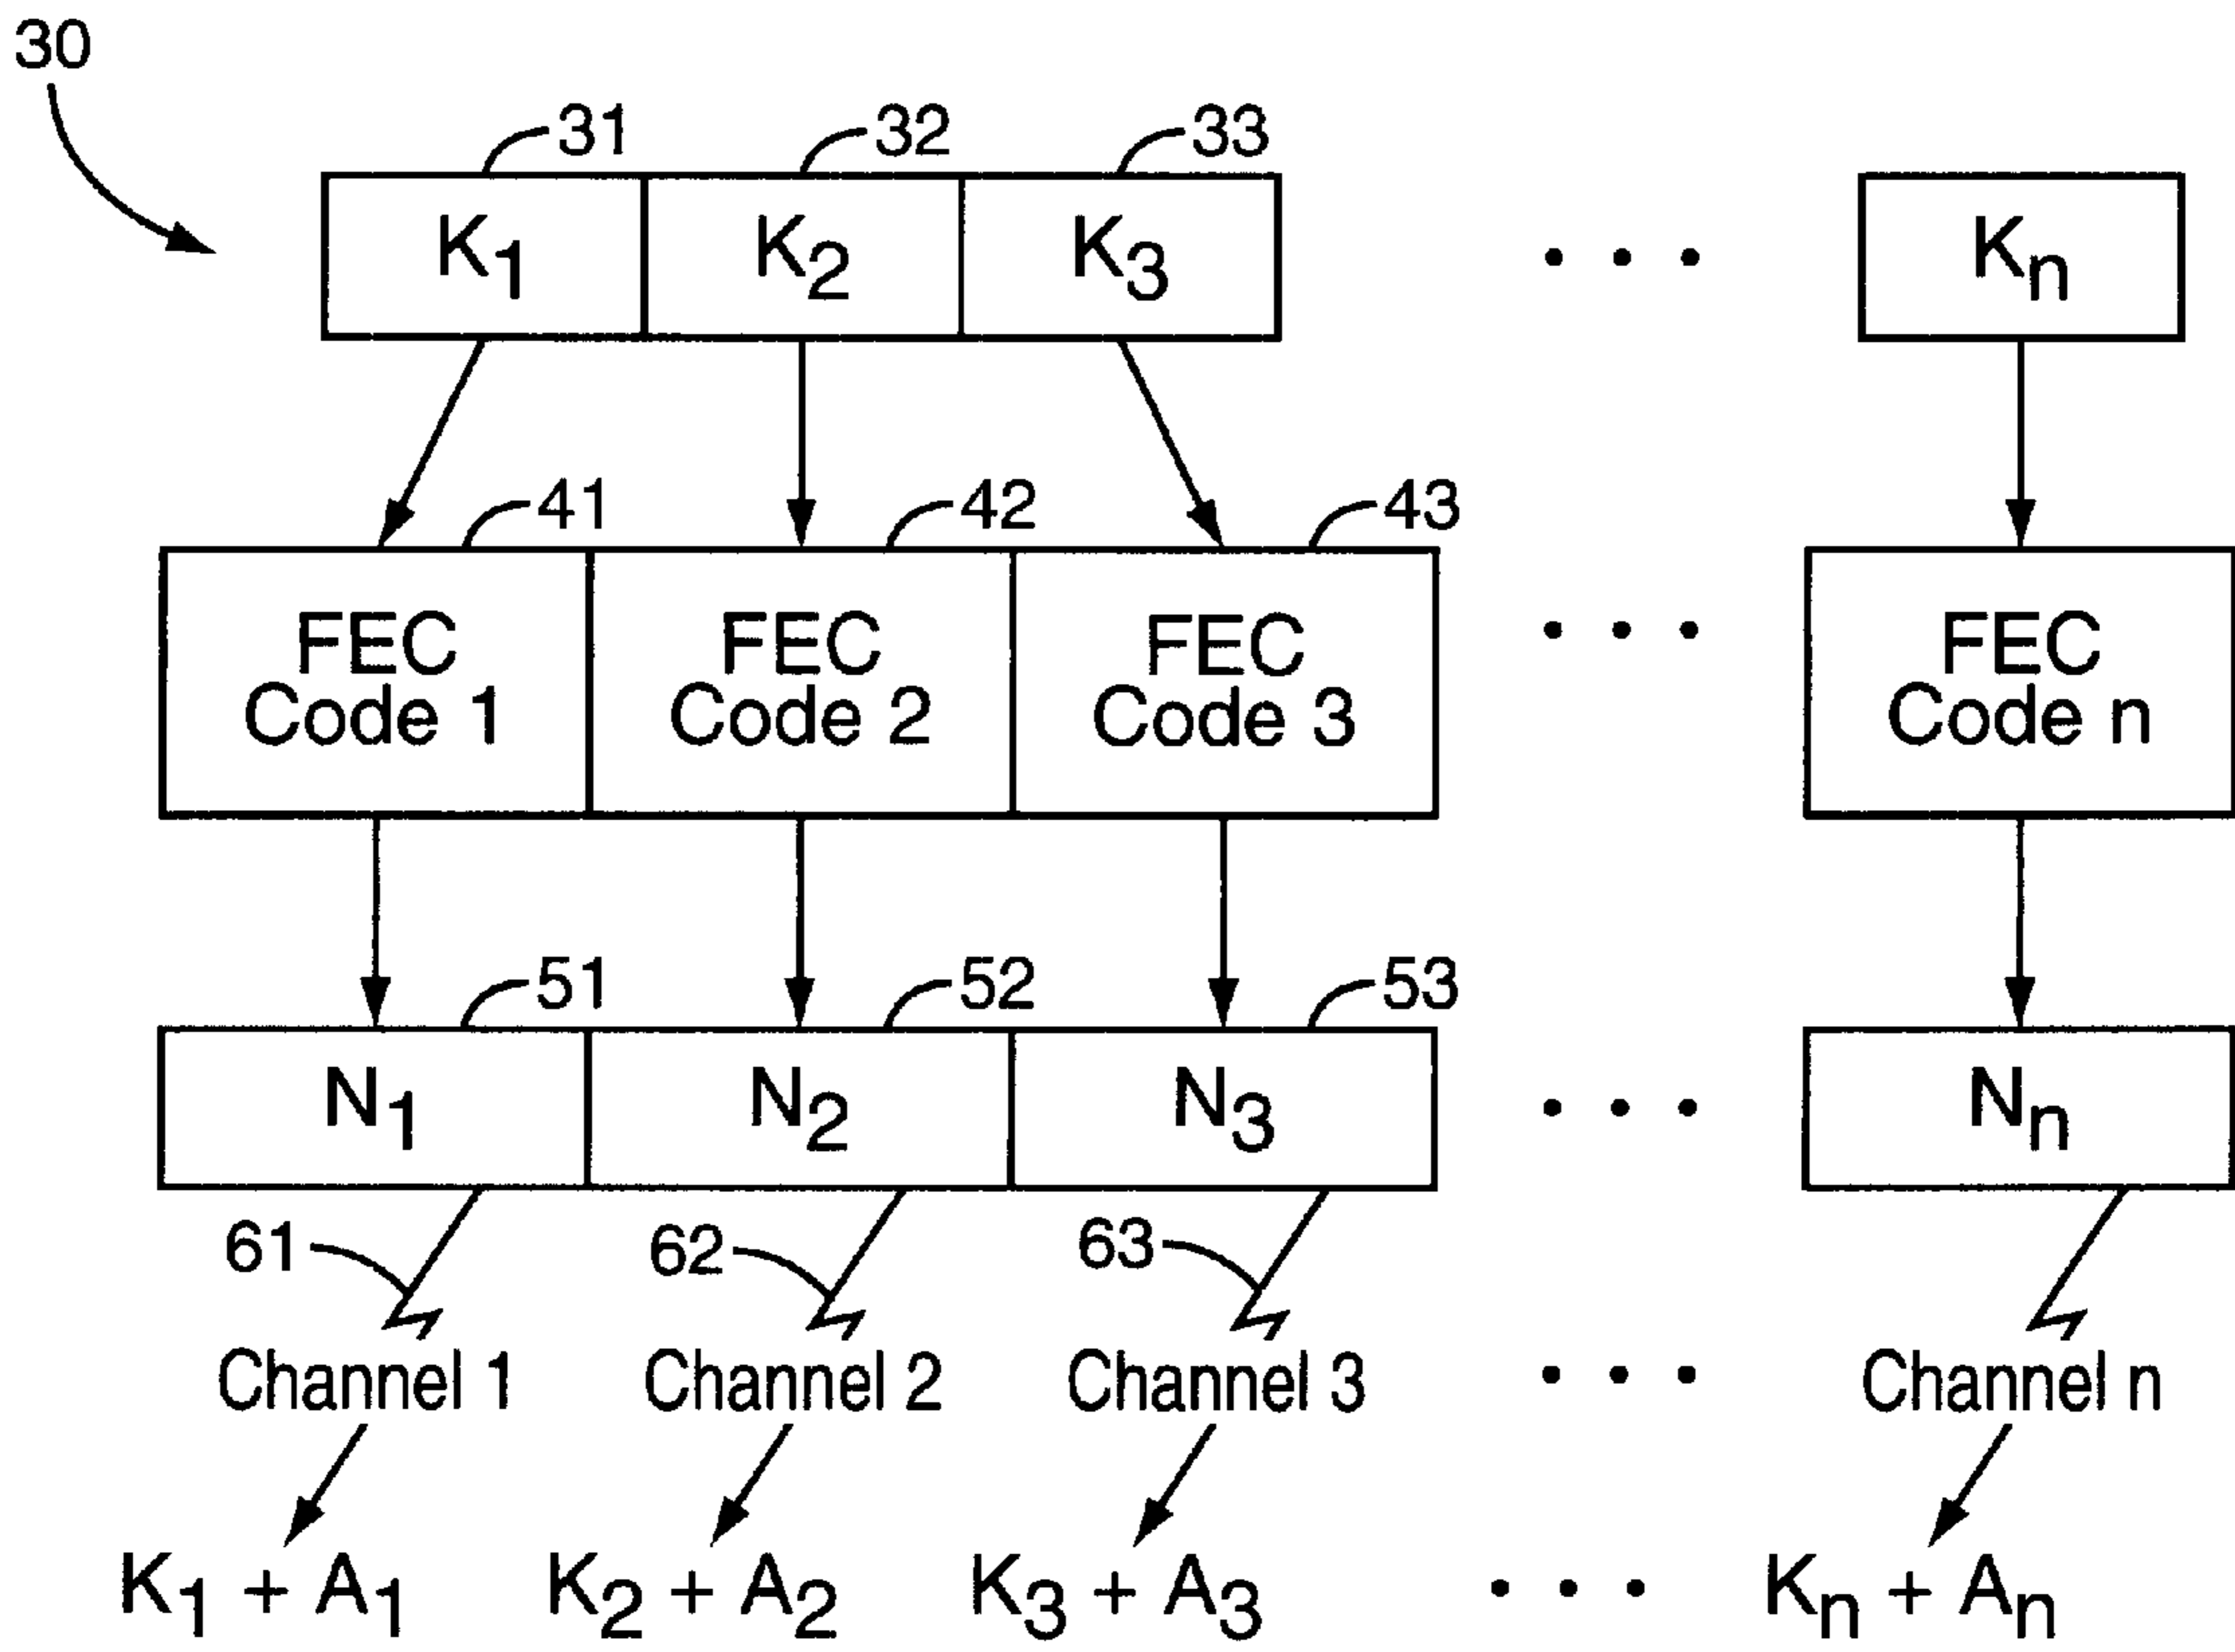 30
31 32 33
K1 K2 K3 . . . Kn
41 42 43
FEC Code 1 FEC Code 2 FEC Code 3 . . . FEC Code n
51 52 53
N1 N2 N3 . . . Nn
61 62 63
Channel 1 Channel 2 Channel 3 . . . Channel n
K1 + A1 K2 + A2 K3 + A3 . . . Kn + An